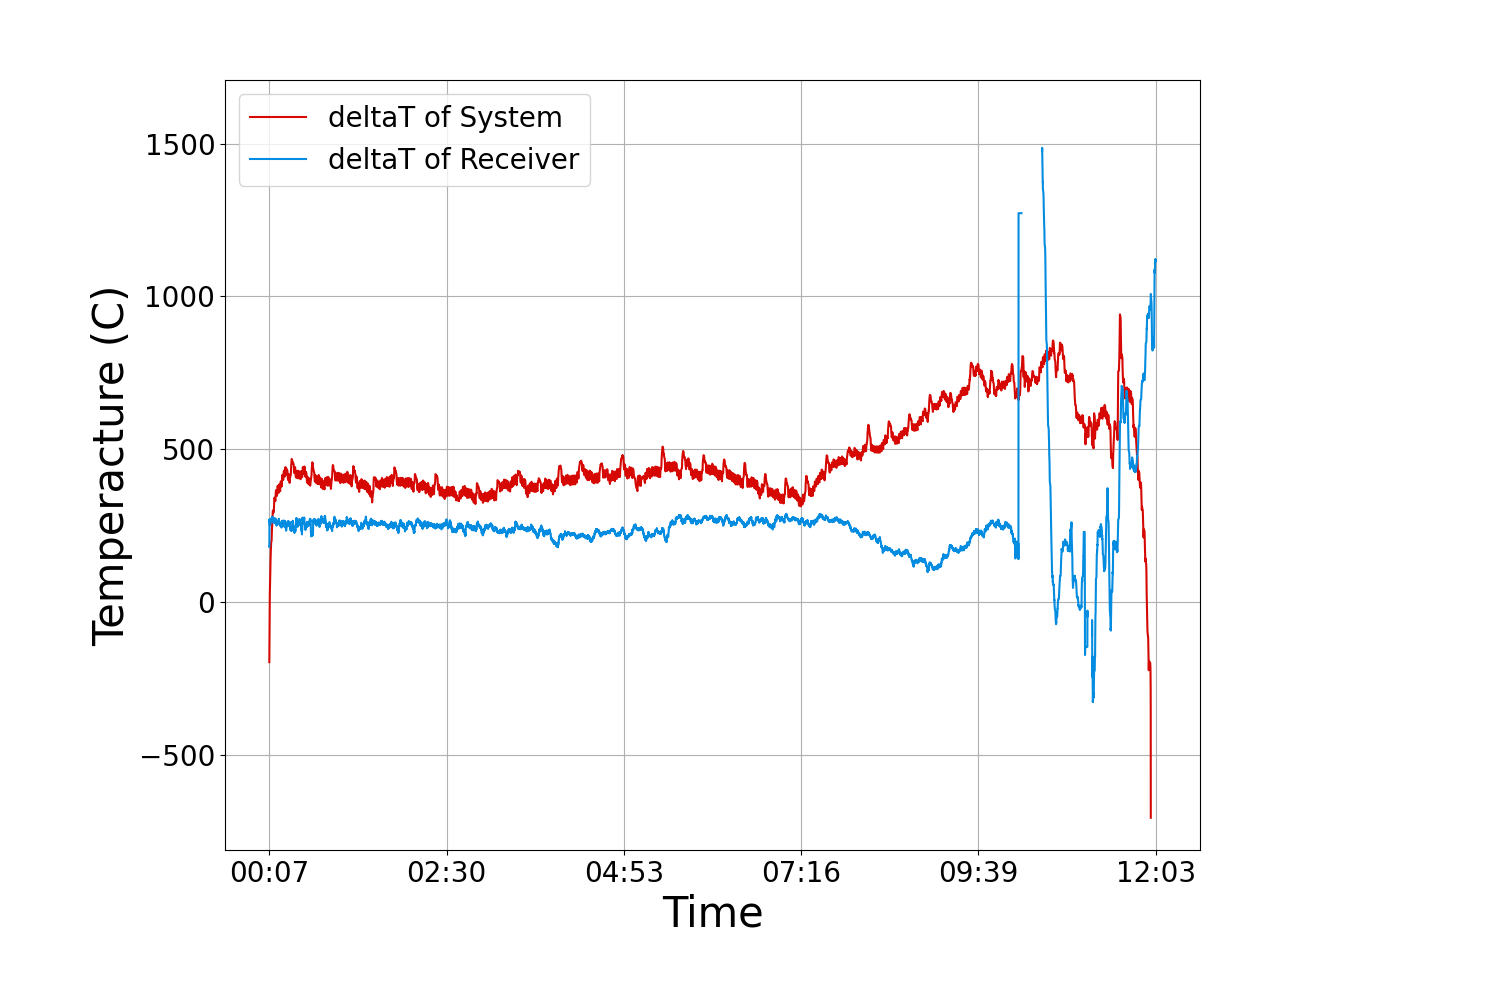 deltaT of System
deltaT of Receiver
1500
1000
500
0
−500
Temperacture (C)
00:07 02:30 04:53 07:16 09:39 12:03
Time